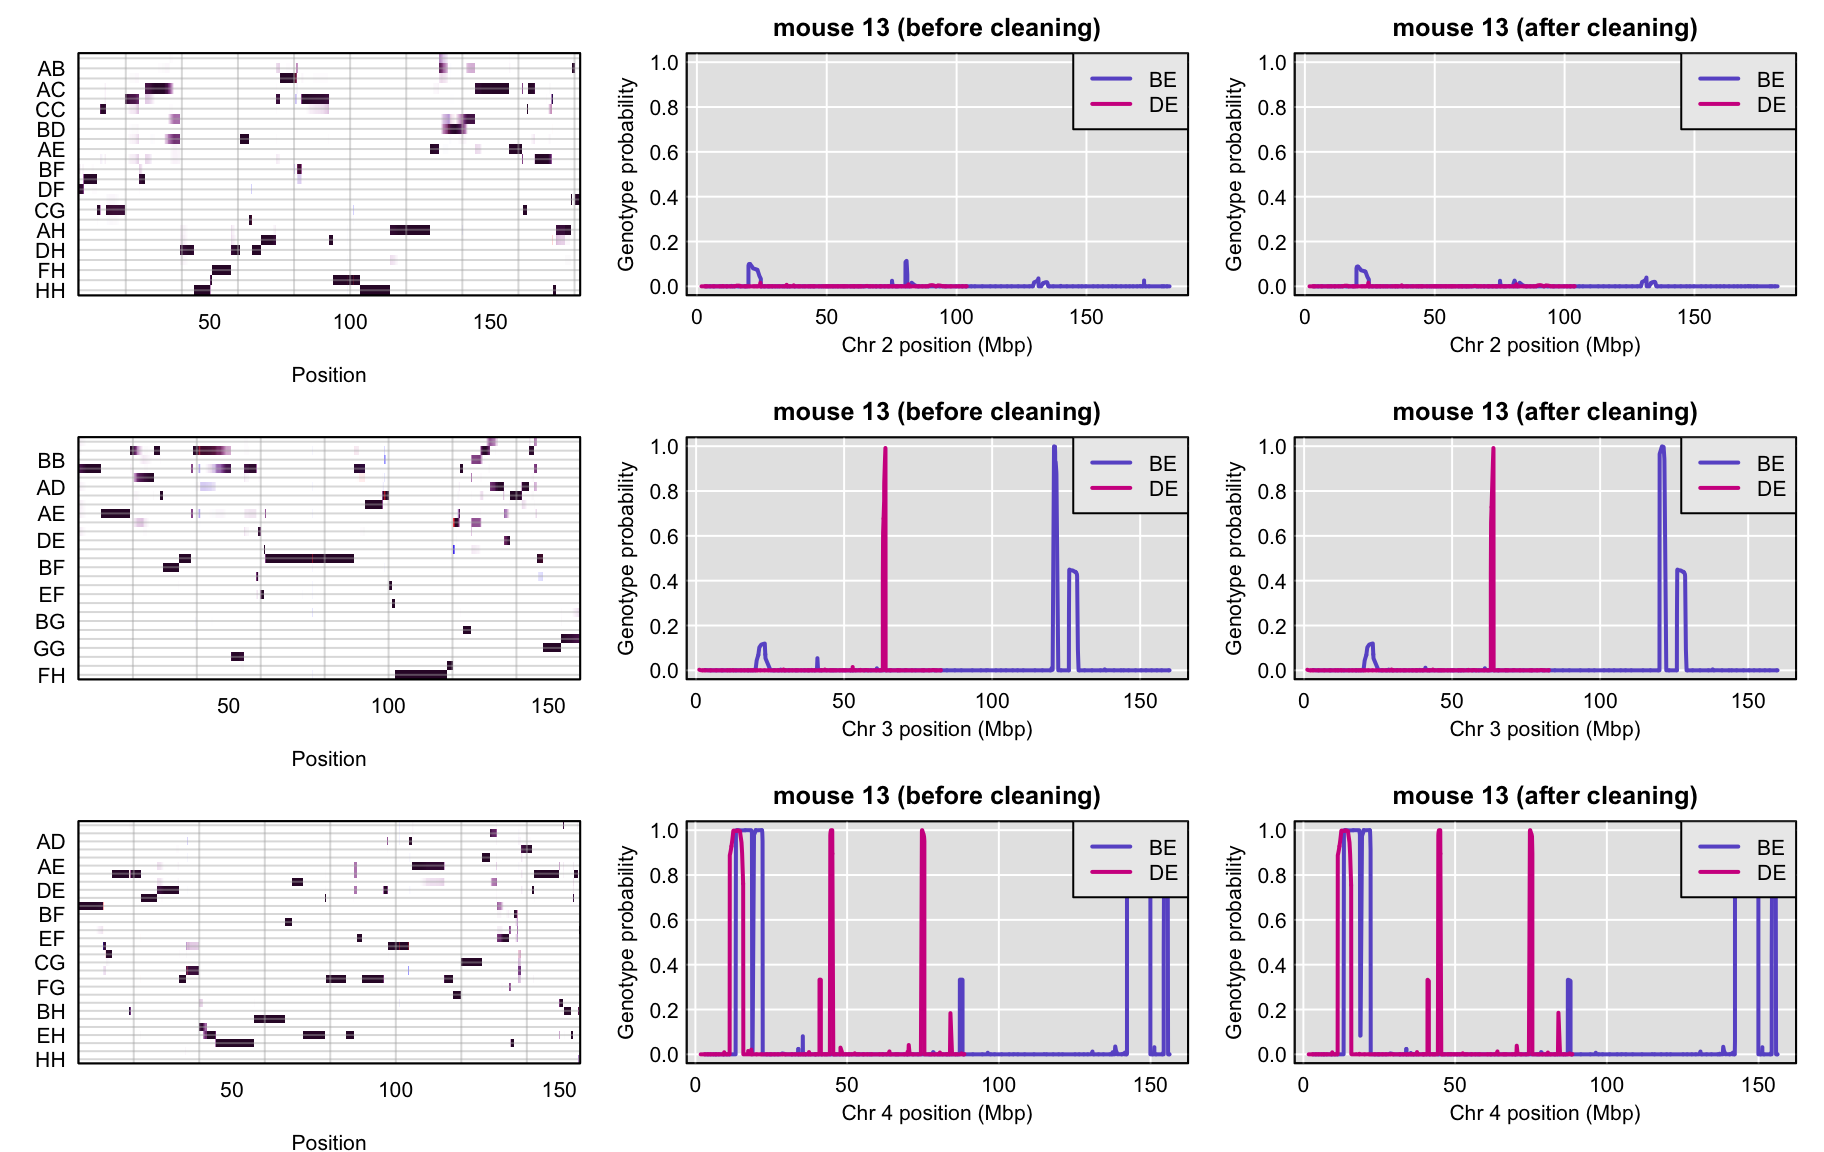 AB
AC
CC
BD
AE
BF
DF
CG
AH
DH
FH
HH
50 100 150
Position
mouse 13 (before cleaning)
Genotype probability
1.0
0.8
0.6
0.4
0.2
0.0
BE
DE
0 50 100 150
Chr 2 position (Mbp)
mouse 13 (after cleaning)
Genotype probability
1.0
0.8
0.6
0.4
0.2
0.0
BE
DE
0 50 100 150
Chr 2 position (Mbp)
BB
AD
AE
DE
BF
EF
BG
GG
FH
50 100 150
Position
mouse 13 (before cleaning)
Genotype probability
1.0
0.8
0.6
0.4
0.2
0.0
BE
DE
0 50 100 150
Chr 3 position (Mbp)
mouse 13 (after cleaning)
Genotype probability
1.0
0.8
0.6
0.4
0.2
0.0
BE
DE
0 50 100 150
Chr 3 position (Mbp)
AD
AE
DE
BF
EF
CG
FG
BH
EH
HH
50 100 150
Position
mouse 13 (before cleaning)
Genotype probability
1.0
0.8
0.6
0.4
0.2
0.0
BE
DE
0 50 100 150
Chr 4 position (Mbp)
mouse 13 (after cleaning)
Genotype probability
1.0
0.8
0.6
0.4
0.2
0.0
BE
DE
0 50 100 150
Chr 4 position (Mbp)